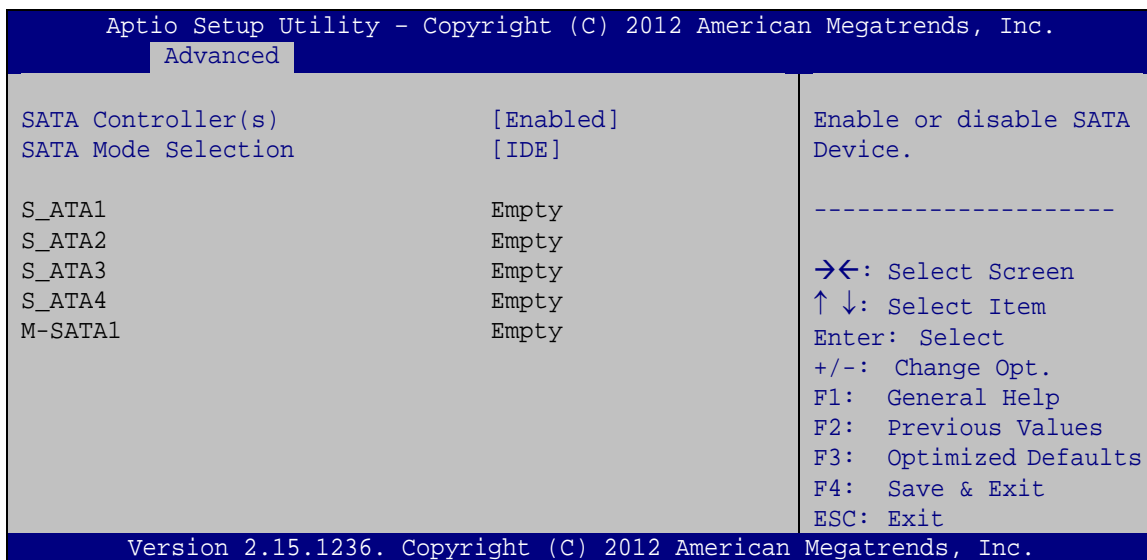 Aptio Setup Utility – Copyright (C) 2012 American Megatrends, Inc.
Advanced
SATA Controller(s) [Enabled]
SATA Mode Selection [IDE]
S_ATA1 Empty
S_ATA2 Empty
S_ATA3 Empty
S_ATA4 Empty
M-SATA1 Empty
Enable or disable SATA
Device.
---------------------
→←: Select Screen
↑ ↓: Select Item
Enter: Select
+/-: Change Opt.
F1: General Help
F2: Previous Values
F3: Optimized Defaults
F4: Save & Exit
ESC: Exit
Version 2.15.1236. Copyright (C) 2012 American Megatrends, Inc.